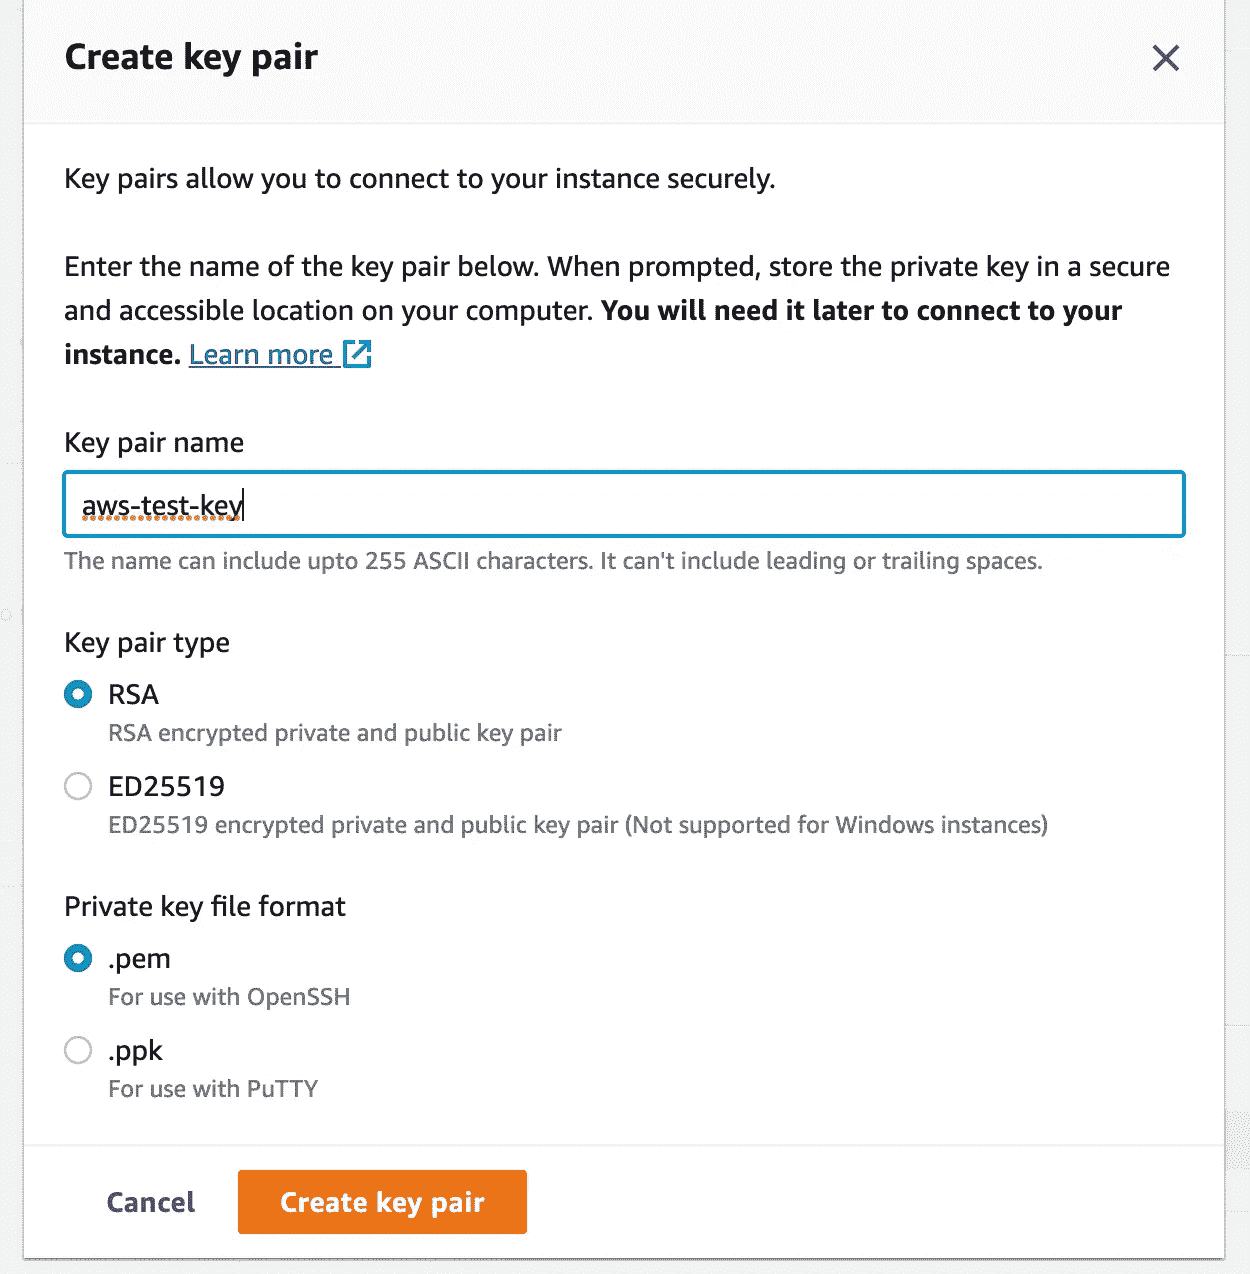 Create key pair
Key pairs allow you to connect to your instance securely.
Enter the name of the key pair below. When prompted, store the private key in a secure
and accessible location on your computer. You will need it later to connect to your
instance. Learn more
Key pair name
aws-test-key
The name can include upto 255 ASCII characters. It can't include leading or trailing spaces.
Key pair type
RSA
RSA encrypted private and public key pair
ED25519
ED25519 encrypted private and public key pair (Not supported for Windows instances)
Private key file format
.pem
For use with OpenSSH
.ppk
For use with PuTTY
Cancel
Create key pair